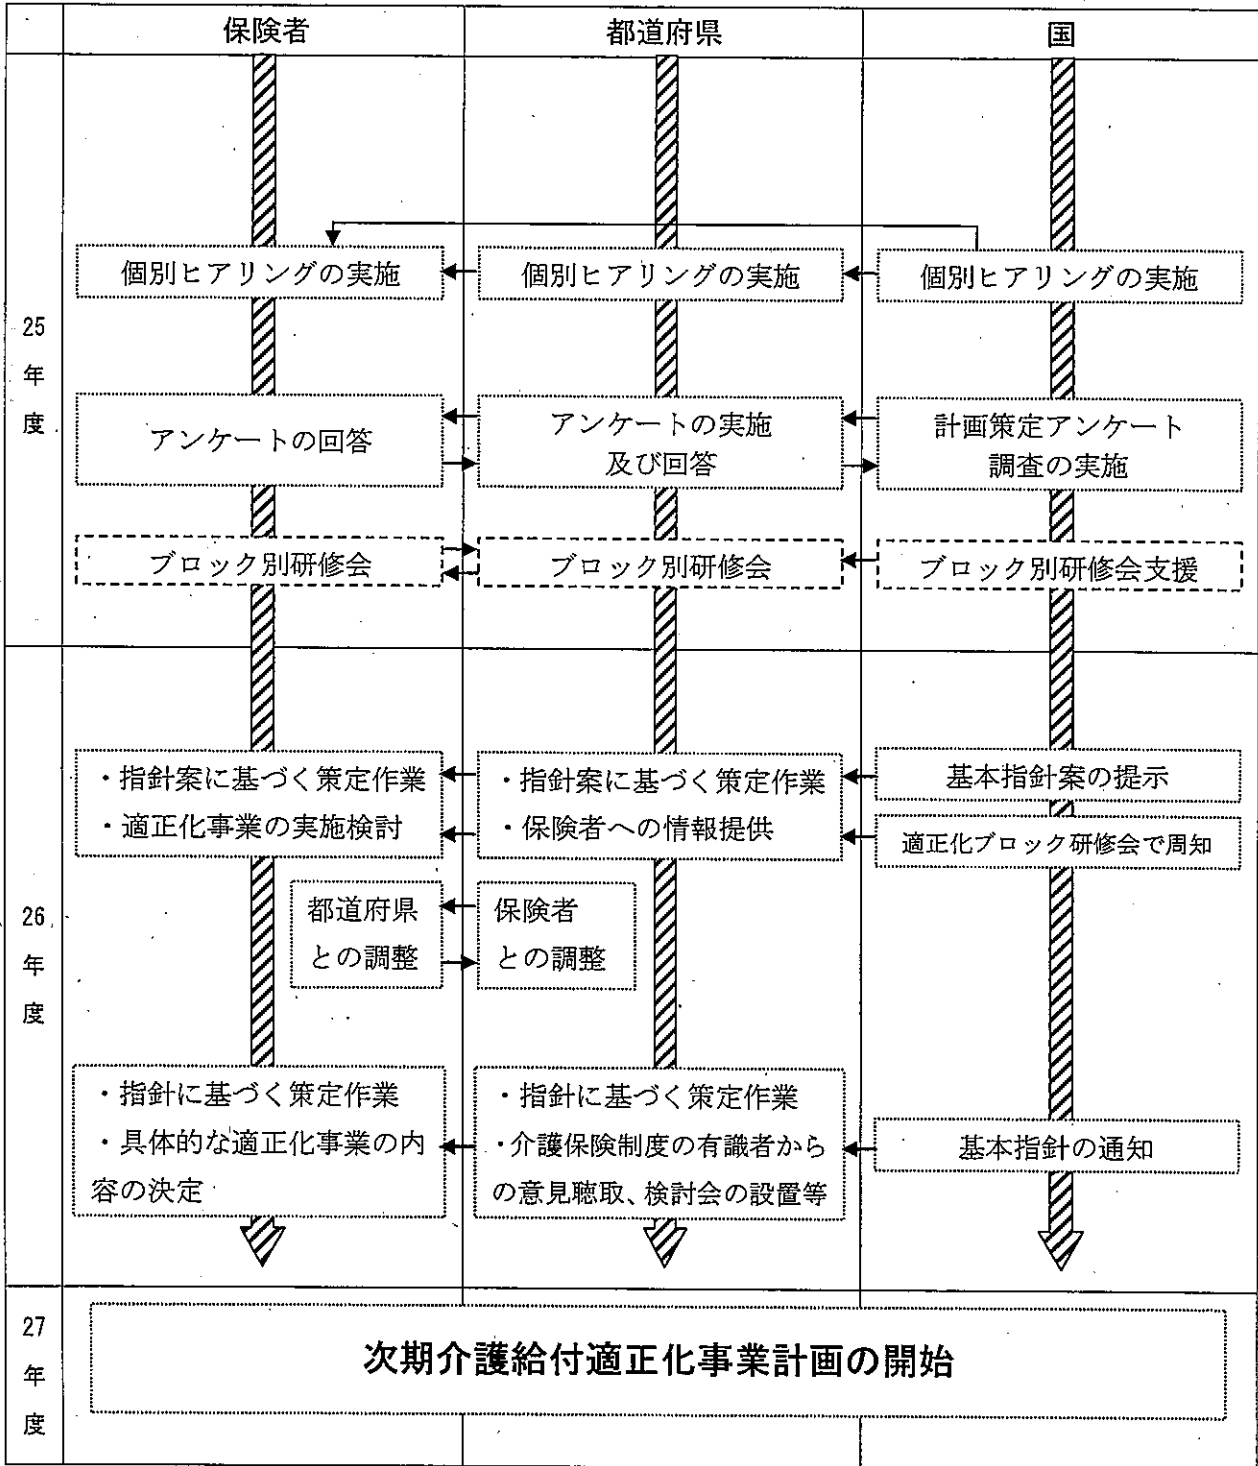 保険者
都道府県
国
25
年
度
個別ヒアリングの実施
個別ヒアリングの実施
個別ヒアリングの実施
アンケートの回答
アンケートの実施
及び回答
計画策定アンケート
調査の実施
ブロック別研修会
ブロック別研修会
ブロック別研修会支援
26
年
度
・指針案に基づく策定作業
・適正化事業の実施検討
・指針案に基づく策定作業
・保険者への情報提供
基本指針案の提示
適正化ブロック研修会で周知
都道府県
との調整
保険者
との調整
・指針に基づく策定作業
・具体的な適正化事業の内
容の決定
・指針に基づく策定作業
・介護保険制度の有識者から
の意見聴取、検討会の設置等
基本指針の通知
27
年
度
次期介護給付適正化事業計画の開始